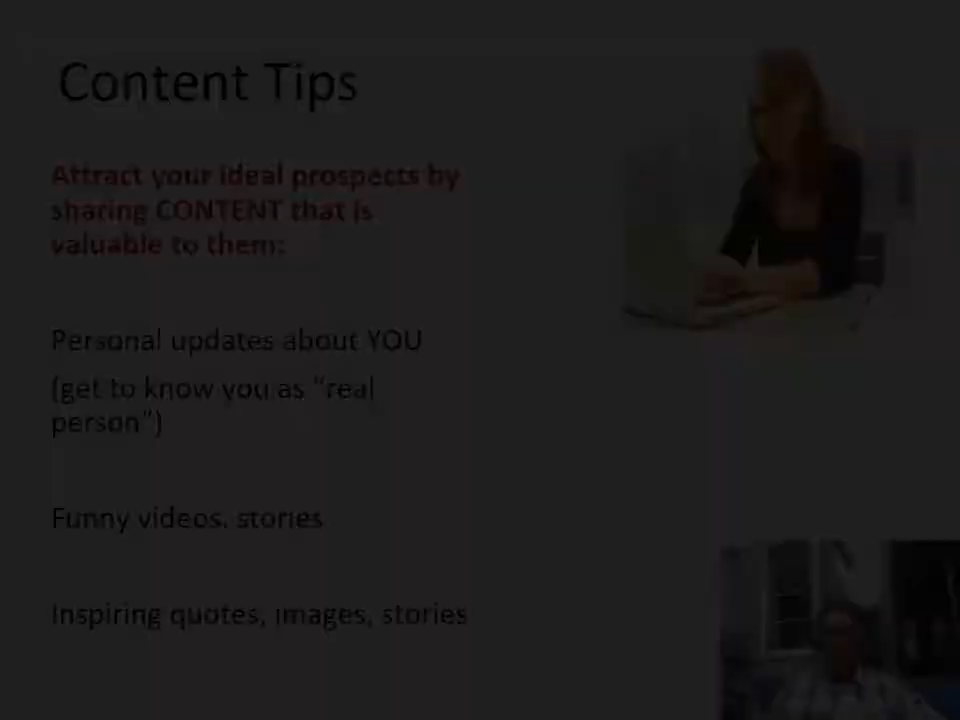 Content Tips
Attract your ideal prospects by
sharing CONTENT that is
valuable to them:
Personal updates about YOU
(get to know you as "real
person")
Funny videos, stories
Inspiring quotes, images, stories